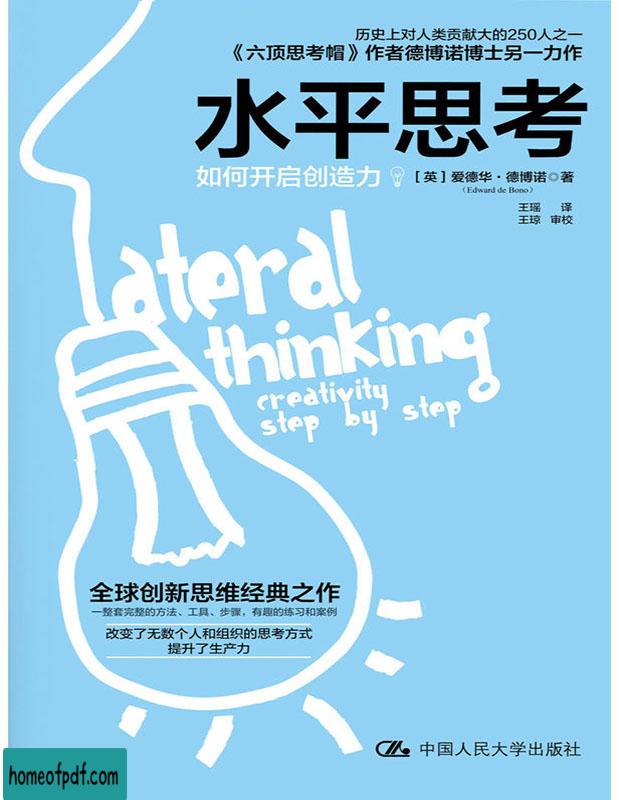 历史上对人类贡献大的250人之一
《六顶思考帽》作者德博诺博士另一力作
水平思考
如何开启创造力
[英]爱德华·德博诺◎著
(Edward de Bono)
王瑶 译
王琼 审校
lateral
thinking
creativity
step by step
全球创新思维经典之作
一整套完整的方法、工具、步骤,有趣的练习和案例
改变了无数个人和组织的思考方式
提升了生产力
中国人民大学出版社
homeofpdf.com